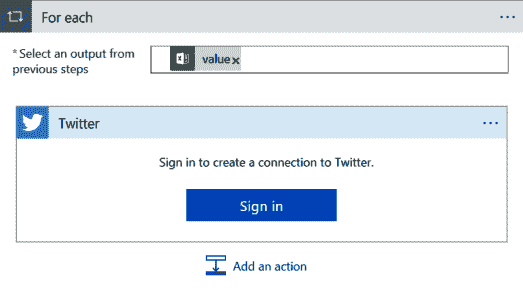 For each
...
* Select an output from
previous steps
value x
Twitter
...
Sign in to create a connection to Twitter.
Sign in
Add an action